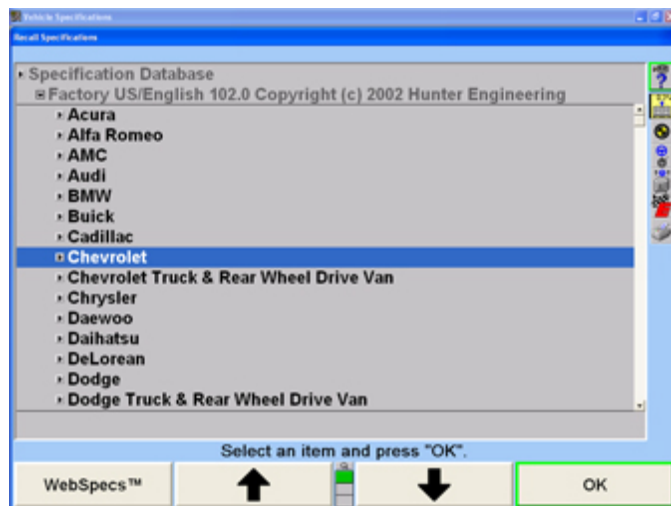 Vehicle Specifications
Recall Specifications
Specification Database
Factory US/English 102.0 Copyright (c) 2002 Hunter Engineering
Acura
Alfa Romeo
AMC
Audi
BMW
Buick
Cadillac
Chevrolet
Chevrolet Truck & Rear Wheel Drive Van
Chrysler
Daewoo
Daihatsu
DeLorean
Dodge
Dodge Truck & Rear Wheel Drive Van
Select an item and press "OK".
WebSpecs™
OK